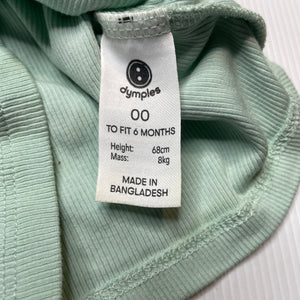 dymples
00
TO FIT 6 MONTHS
Height: 68cm
Mass: 8kg
MADE IN
BANGLADESH